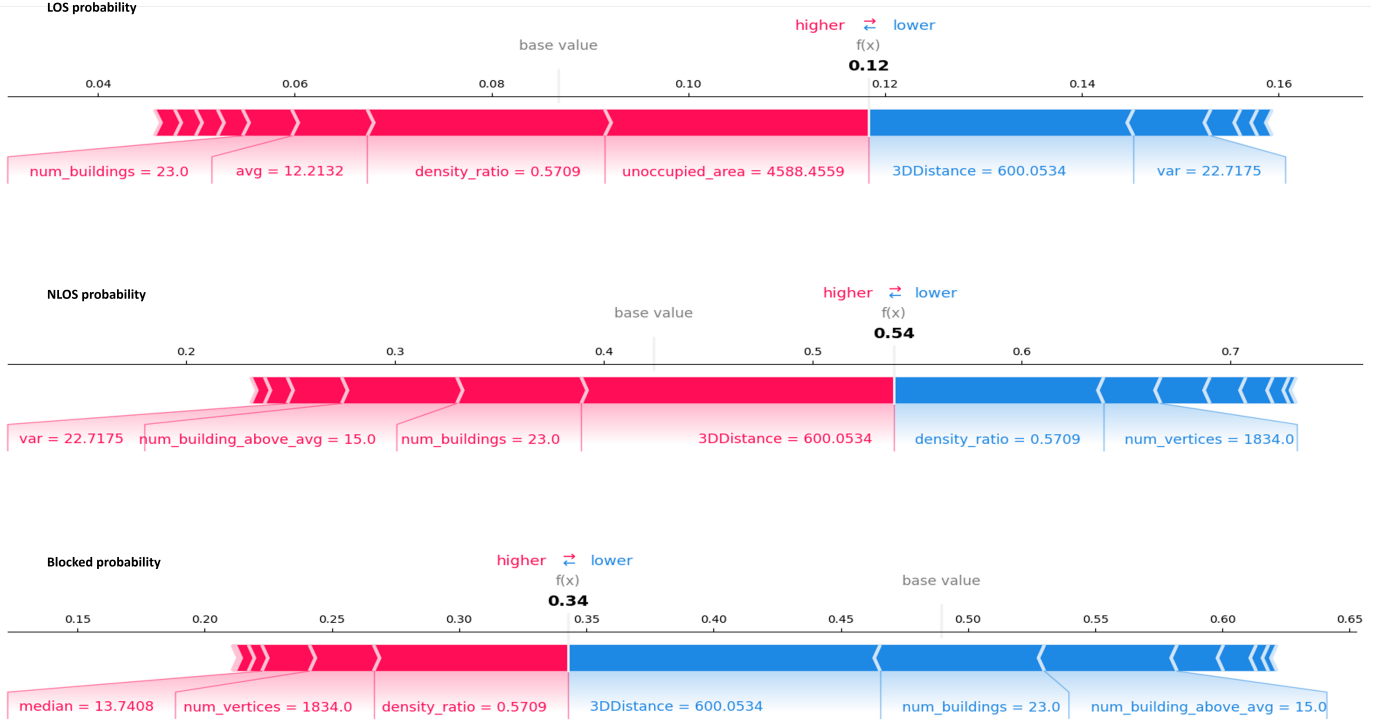 LOS probability
higher ⇄ lower
base value f(x)
0.12
0.04 0.06 0.08 0.10 0.12 0.14 0.16
num_buildings = 23.0 avg = 12.2132 density_ratio = 0.5709 unoccupied_area = 4588.4559 3DDistance = 600.0534 var = 22.7175
NLOS probability
higher ⇄ lower
base value f(x)
0.54
0.2 0.3 0.4 0.5 0.6 0.7
var = 22.7175 num_building_above_avg = 15.0 num_buildings = 23.0 3DDistance = 600.0534 density_ratio = 0.5709 num_vertices = 1834.0
Blocked probability
higher ⇄ lower
f(x) base value
0.34
0.15 0.20 0.25 0.30 0.35 0.40 0.45 0.50 0.55 0.60 0.65
median = 13.7408 num_vertices = 1834.0 density_ratio = 0.5709 3DDistance = 600.0534 num_buildings = 23.0 num_building_above_avg = 15.0